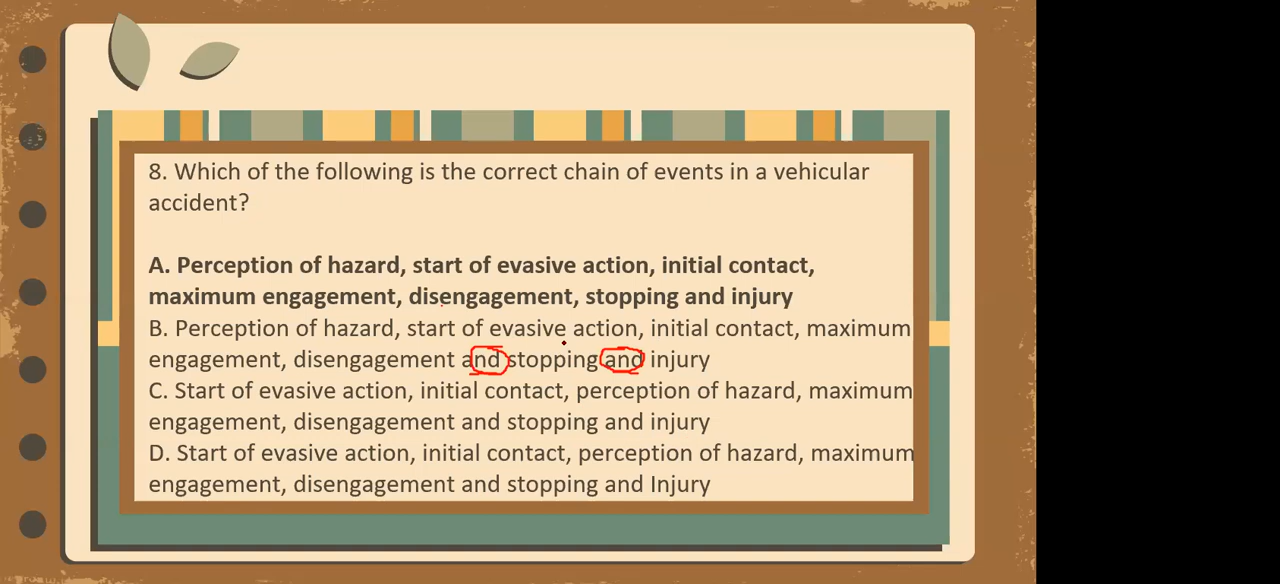 8. Which of the following is the correct chain of events in a vehicular
accident?
A. Perception of hazard, start of evasive action, initial contact,
maximum engagement, disengagement, stopping and injury
B. Perception of hazard, start of evasive action, initial contact, maximum
engagement, disengagement and stopping and injury
C. Start of evasive action, initial contact, perception of hazard, maximum
engagement, disengagement and stopping and injury
D. Start of evasive action, initial contact, perception of hazard, maximum
engagement, disengagement and stopping and Injury